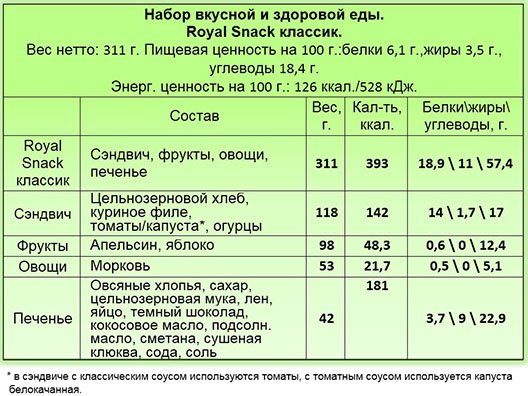 Набор вкусной и здоровой еды.
Royal Snack классик.
Вес нетто: 311 г. Пищевая ценность на 100 г.:белки 6,1 г.,жиры 3,5 г.,
углеводы 18,4 г.
Энерг. ценность на 100 г.: 126 ккал./528 кДж.
Состав
Вес,
г.
Кал-ть,
ккал.
Белки\жиры\
углеводы, г.
Royal
Snack
классик
Сэндвич, фрукты, овощи,
печенье
311
393
18,9 \ 11 \ 57,4
Сэндвич
Цельнозерновой хлеб,
куриное филе,
томаты/капуста*, огурцы
118
142
14 \ 1,7 \ 17
Фрукты
Апельсин, яблоко
98
48,3
0,6 \ 0 \ 12,4
Овощи
Морковь
53
21,7
0,5 \ 0 \ 5,1
Печенье
Овсяные хлопья, сахар,
цельнозерновая мука, лен,
яйцо, темный шоколад,
кокосовое масло, подсолн.
масло, сметана, сушеная
клюква, сода, соль
42
181
3,7 \ 9 \ 22,9
* в сэндвиче с классическим соусом используются томаты, с томатным соусом используется капуста
белокачанная.